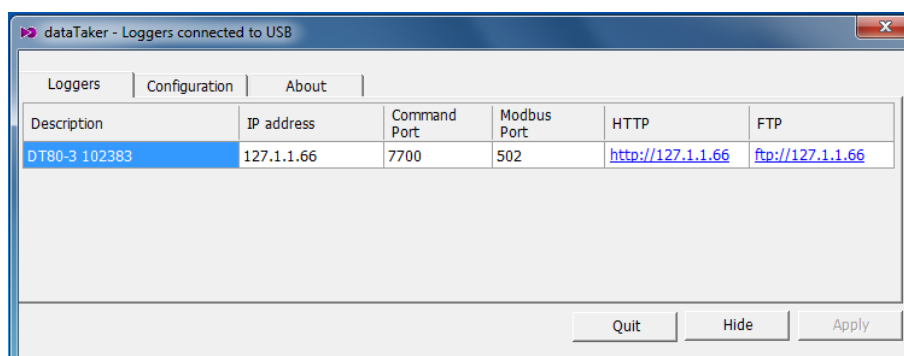 dataTaker - Loggers connected to USB
Loggers Configuration About
Description IP address Command Port Modbus Port HTTP FTP
DT80-3 102383 127.1.1.66 7700 502 http://127.1.1.66 ftp://127.1.1.66
Quit Hide Apply